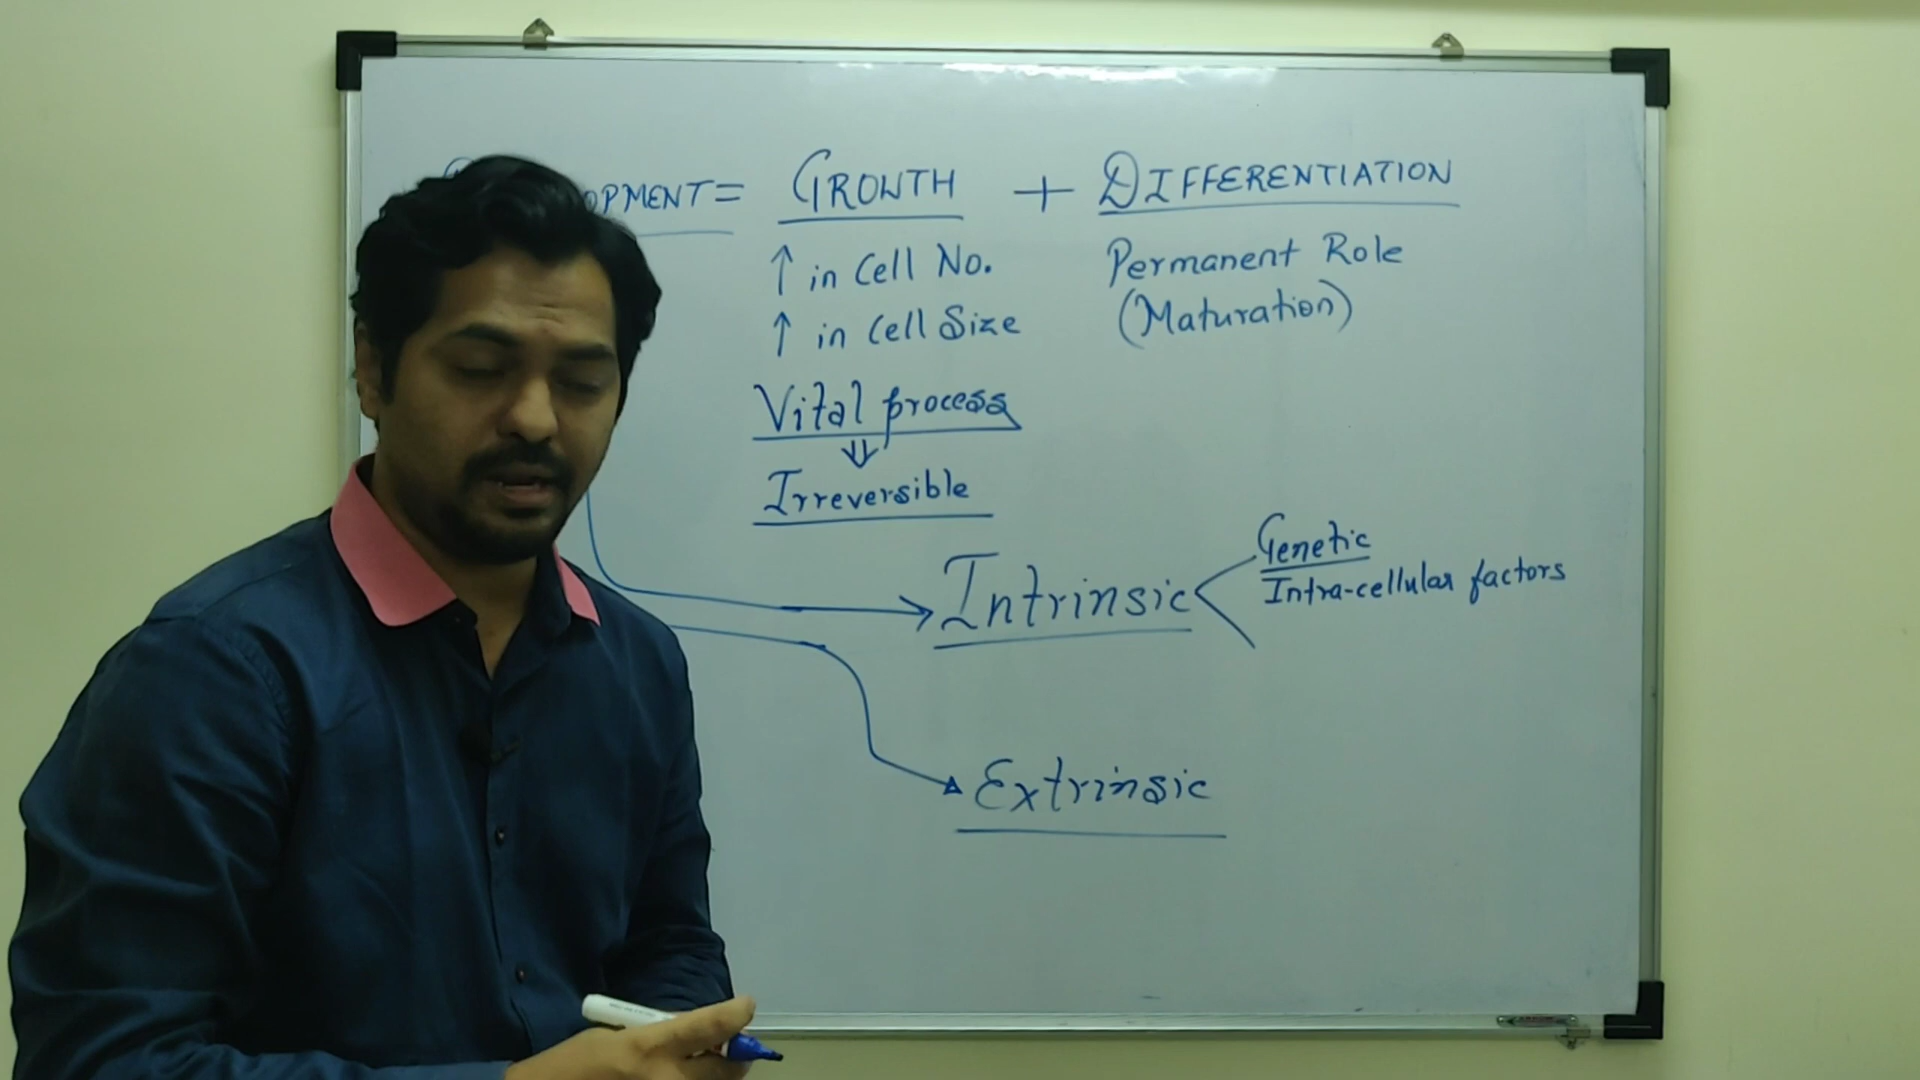 OPMENT = GROWTH + DIFFERENTIATION
↑ in Cell No.
↑ in Cell Size
Permanent Role
(Maturation)
Vital process
⇓
Irreversible
Intrinsic
Genetic
Intra-cellular factors
Extrinsic